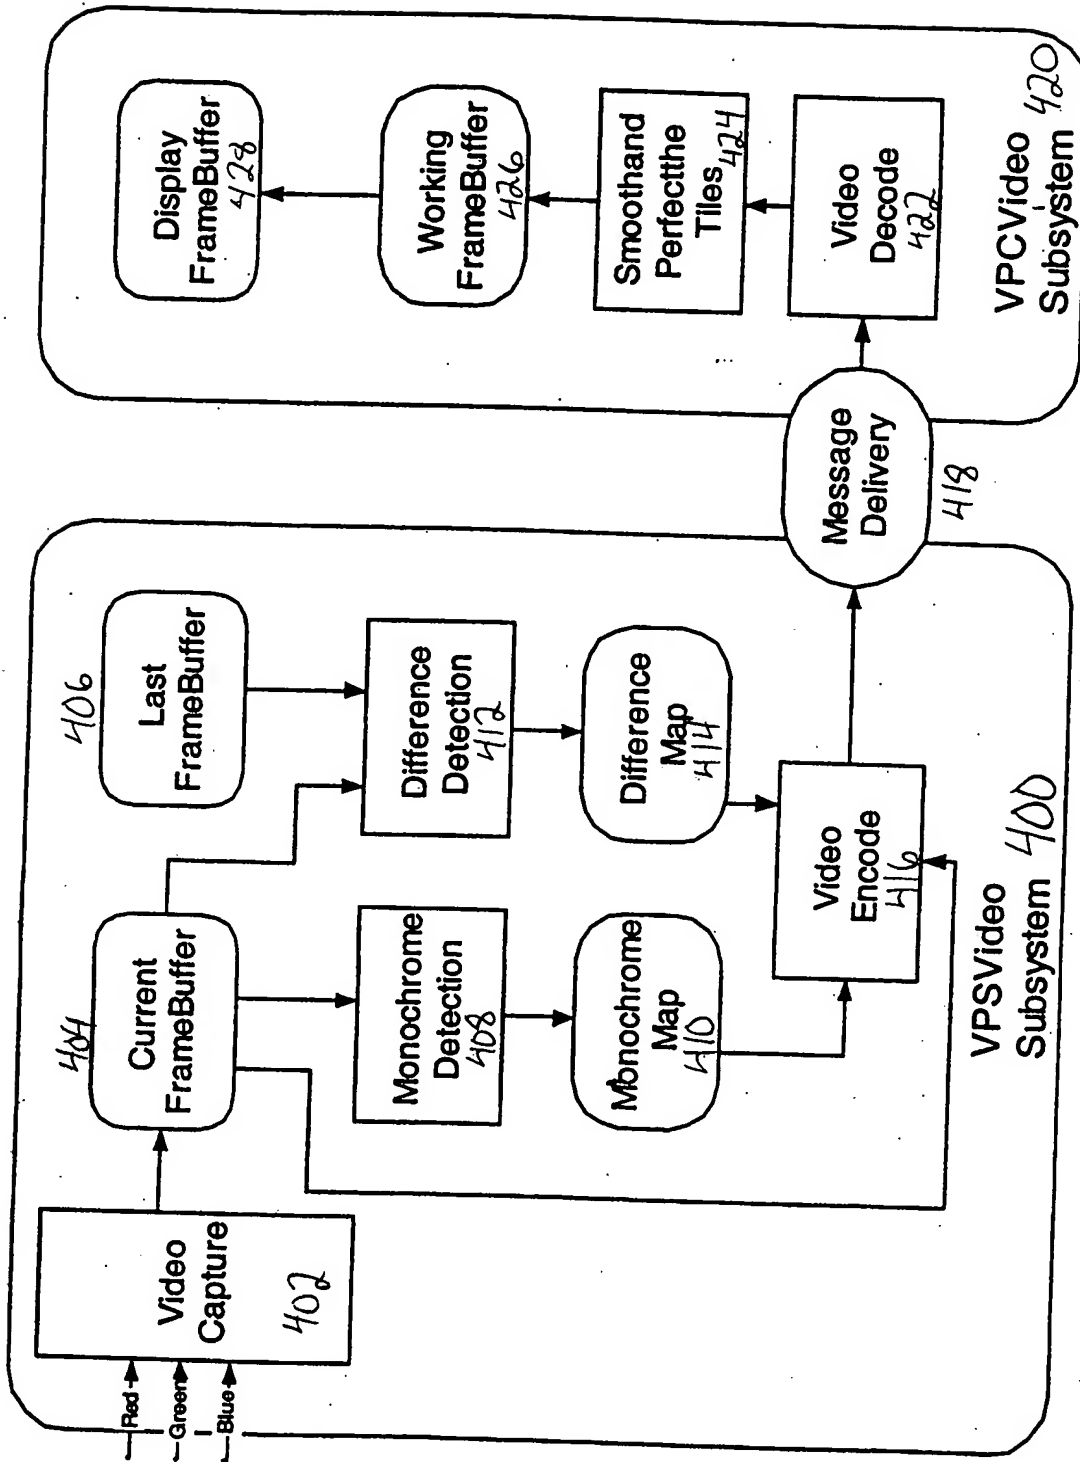 Red
Green
Blue
Video
Capture
402
404
Current
FrameBuffer
406
Last
FrameBuffer
Monochrome
Detection
408
Difference
Detection
412
Monochrome
Map
410
Difference
Map
414
Video
Encode
416
VPSVideo
Subsystem 400
Message
Delivery
418
Display
FrameBuffer
428
Working
FrameBuffer
426
Smoothand
Perfectthe
Tiles 424
Video
Decode
422
VPCVideo
Subsystem 420